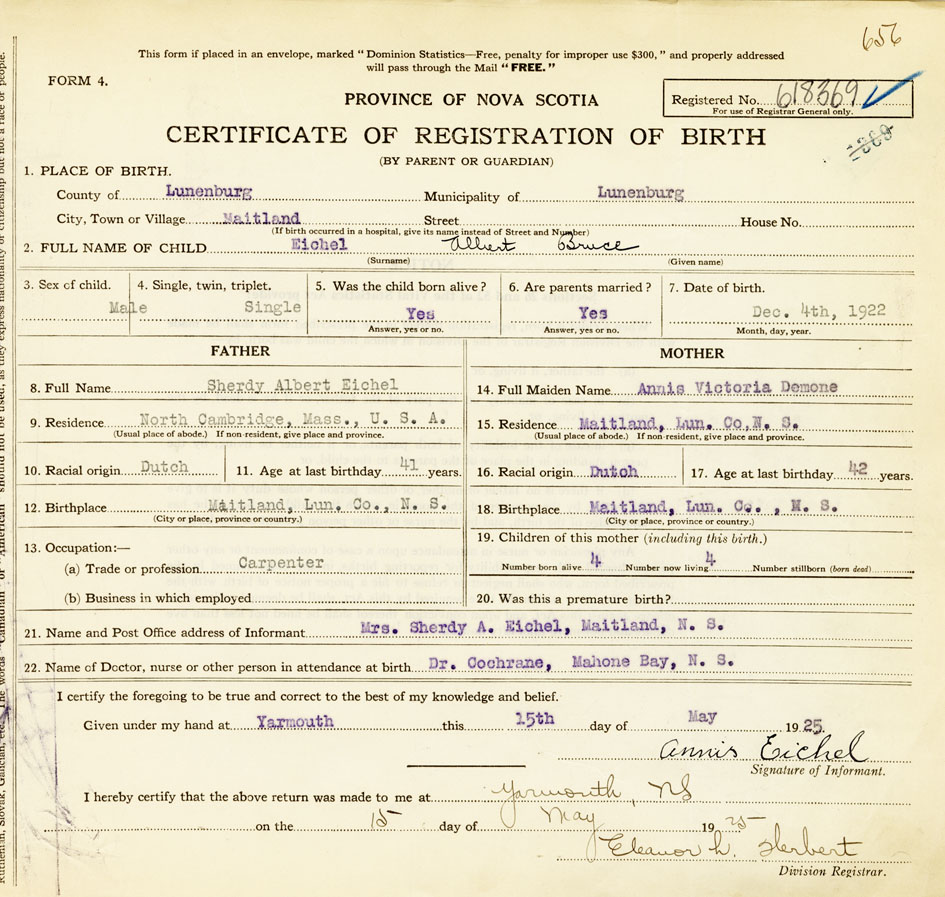 656
This form if placed in an envelope, marked "Dominion Statistics—Free, penalty for improper use $300," and properly addressed
will pass through the Mail "FREE."
FORM 4.
PROVINCE OF NOVA SCOTIA
Registered No. 618369
For use of Registrar General only.
CERTIFICATE OF REGISTRATION OF BIRTH
(BY PARENT OR GUARDIAN)
1. PLACE OF BIRTH.
County of Lunenburg Municipality of Lunenburg
City, Town or Village Maitland Street House No.
(If birth occurred in a hospital, give its name instead of Street and Number)
2. FULL NAME OF CHILD Eichel Albert Bruce
(Surname) (Given name)
3. Sex of child. 4. Single, twin, triplet. 5. Was the child born alive? 6. Are parents married? 7. Date of birth.
Male Single Yes Yes Dec. 4th, 1922
Answer, yes or no. Answer, yes or no. Month, day, year.
FATHER MOTHER
8. Full Name Sherdy Albert Eichel 14. Full Maiden Name Annis Victoria Demone
9. Residence North Cambridge, Mass., U. S. A. 15. Residence Maitland, Lun. Co,N. S.
(Usual place of abode.) If non-resident, give place and province. (Usual place of abode.) If non-resident, give place and province.
10. Racial origin Dutch 11. Age at last birthday 41 years. 16. Racial origin Dutch 17. Age at last birthday 42 years.
12. Birthplace Maitland, Lun. Co., N. S. 18. Birthplace Maitland, Lun. Co., N. S.
(City or place, province or country.) (City or place, province or country.)
13. Occupation:— 19. Children of this mother (including this birth.)
(a) Trade or profession Carpenter Number born alive 4 Number now living 4 Number stillborn (born dead)
(b) Business in which employed 20. Was this a premature birth?
21. Name and Post Office address of Informant Mrs. Sherdy A. Eichel, Maitland, N. S.
22. Name of Doctor, nurse or other person in attendance at birth Dr. Cochrane, Mahone Bay, N. S.
I certify the foregoing to be true and correct to the best of my knowledge and belief.
Given under my hand at Yarmouth this 15th day of May 1925.
Annis Eichel
Signature of Informant.
I hereby certify that the above return was made to me at Yarmouth, NS
on the 15 day of May 1925
Eleanor L. Herbert
Division Registrar.